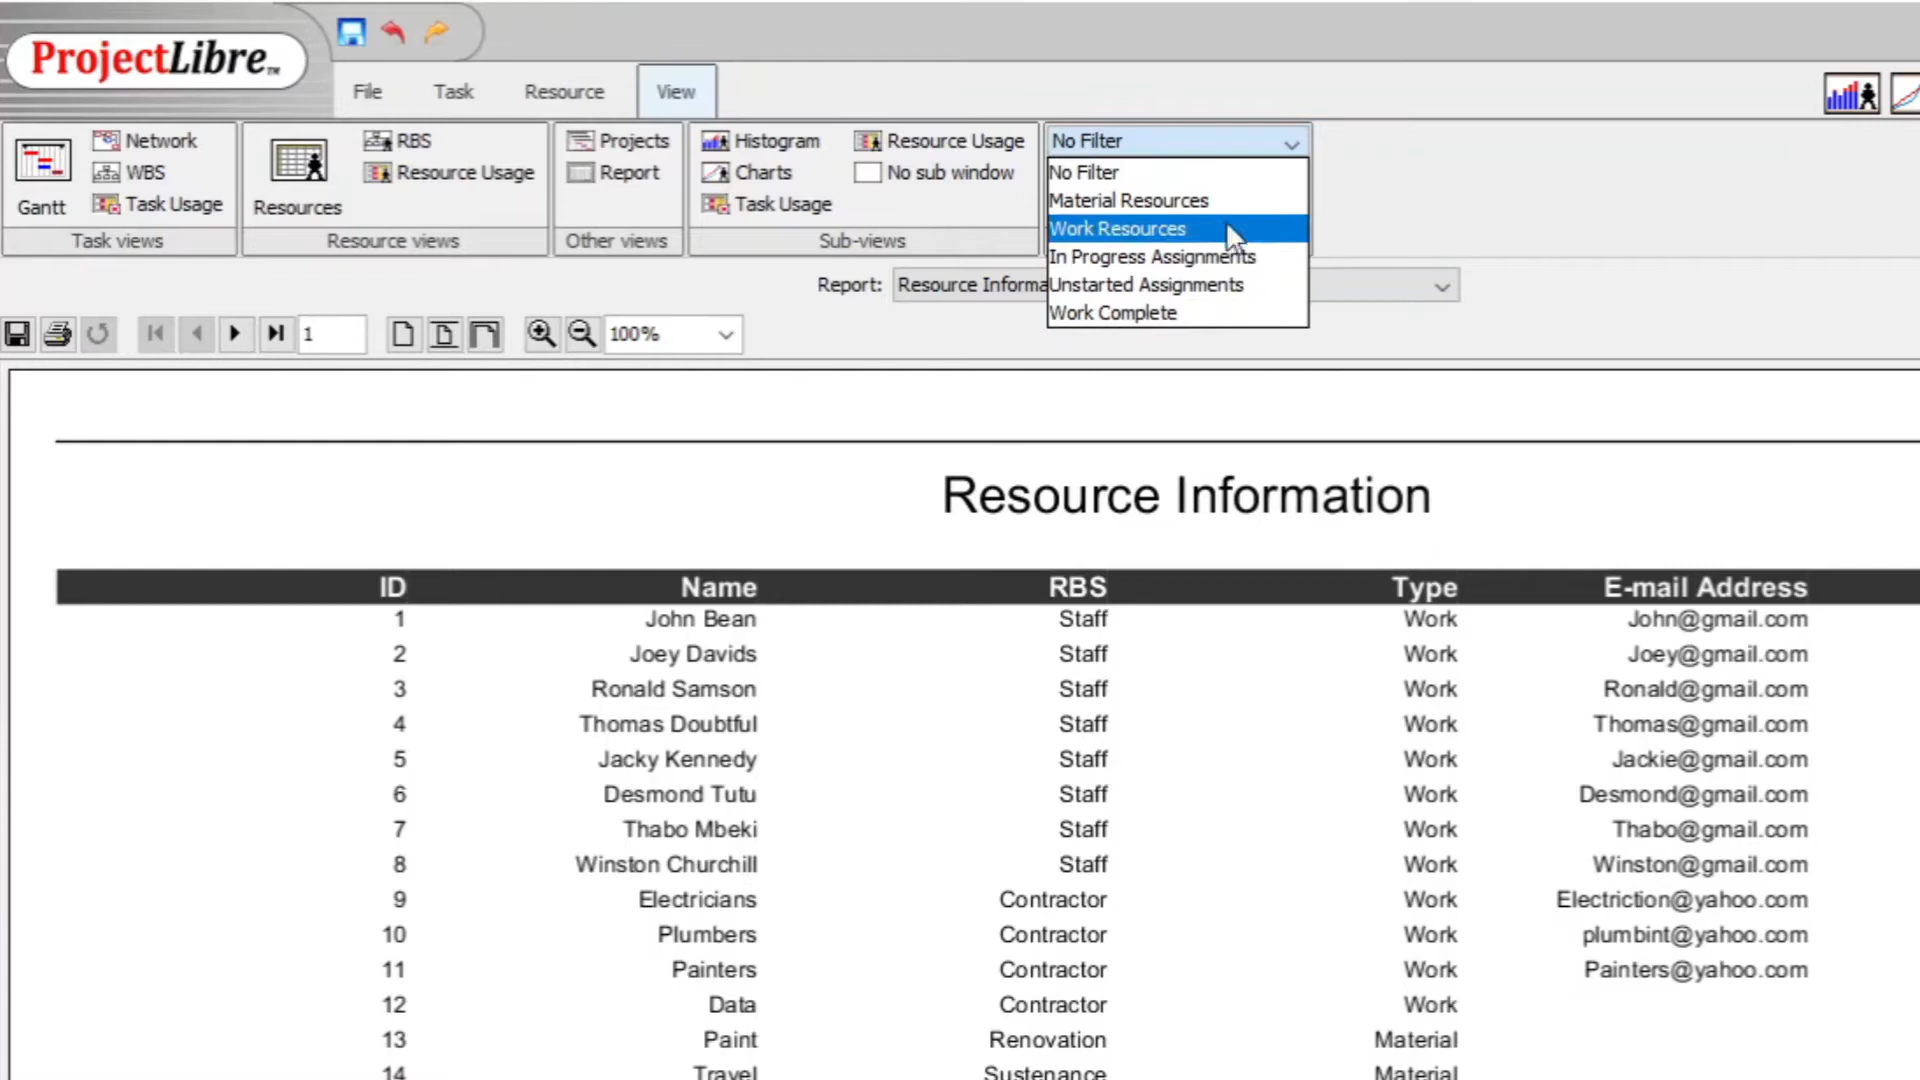 ProjectLibre™
File Task Resource View
Network RBS Projects Histogram Resource Usage No Filter
WBS Resource Usage Report Charts No sub window No Filter
Gantt Task Usage Resources Task Usage Material Resources
Task views Resource views Other views Sub-views Work Resources
In Progress Assignments
Report: Resource Informa Unstarted Assignments
Work Complete
1 100%
Resource Information
ID Name RBS Type E-mail Address
1 John Bean Staff Work John@gmail.com
2 Joey Davids Staff Work Joey@gmail.com
3 Ronald Samson Staff Work Ronald@gmail.com
4 Thomas Doubtful Staff Work Thomas@gmail.com
5 Jacky Kennedy Staff Work Jackie@gmail.com
6 Desmond Tutu Staff Work Desmond@gmail.com
7 Thabo Mbeki Staff Work Thabo@gmail.com
8 Winston Churchill Staff Work Winston@gmail.com
9 Electricians Contractor Work Electriction@yahoo.com
10 Plumbers Contractor Work plumbint@yahoo.com
11 Painters Contractor Work Painters@yahoo.com
12 Data Contractor Work
13 Paint Renovation Material
14 Travel Sustenance Material